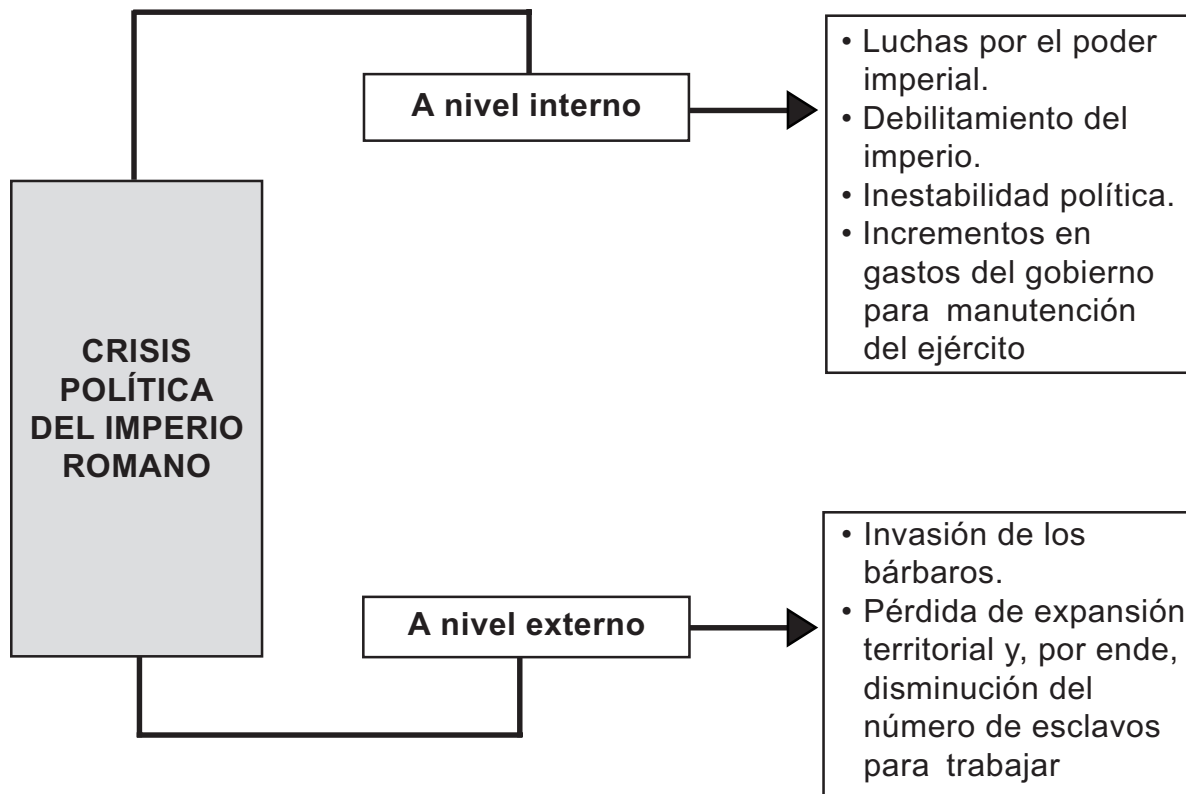 CRISIS
POLÍTICA
DEL IMPERIO
ROMANO
A nivel interno
• Luchas por el poder
imperial.
• Debilitamiento del
imperio.
• Inestabilidad política.
• Incrementos en
gastos del gobierno
para manutención
del ejército
A nivel externo
• Invasión de los
bárbaros.
• Pérdida de expansión
territorial y, por ende,
disminución del
número de esclavos
para trabajar